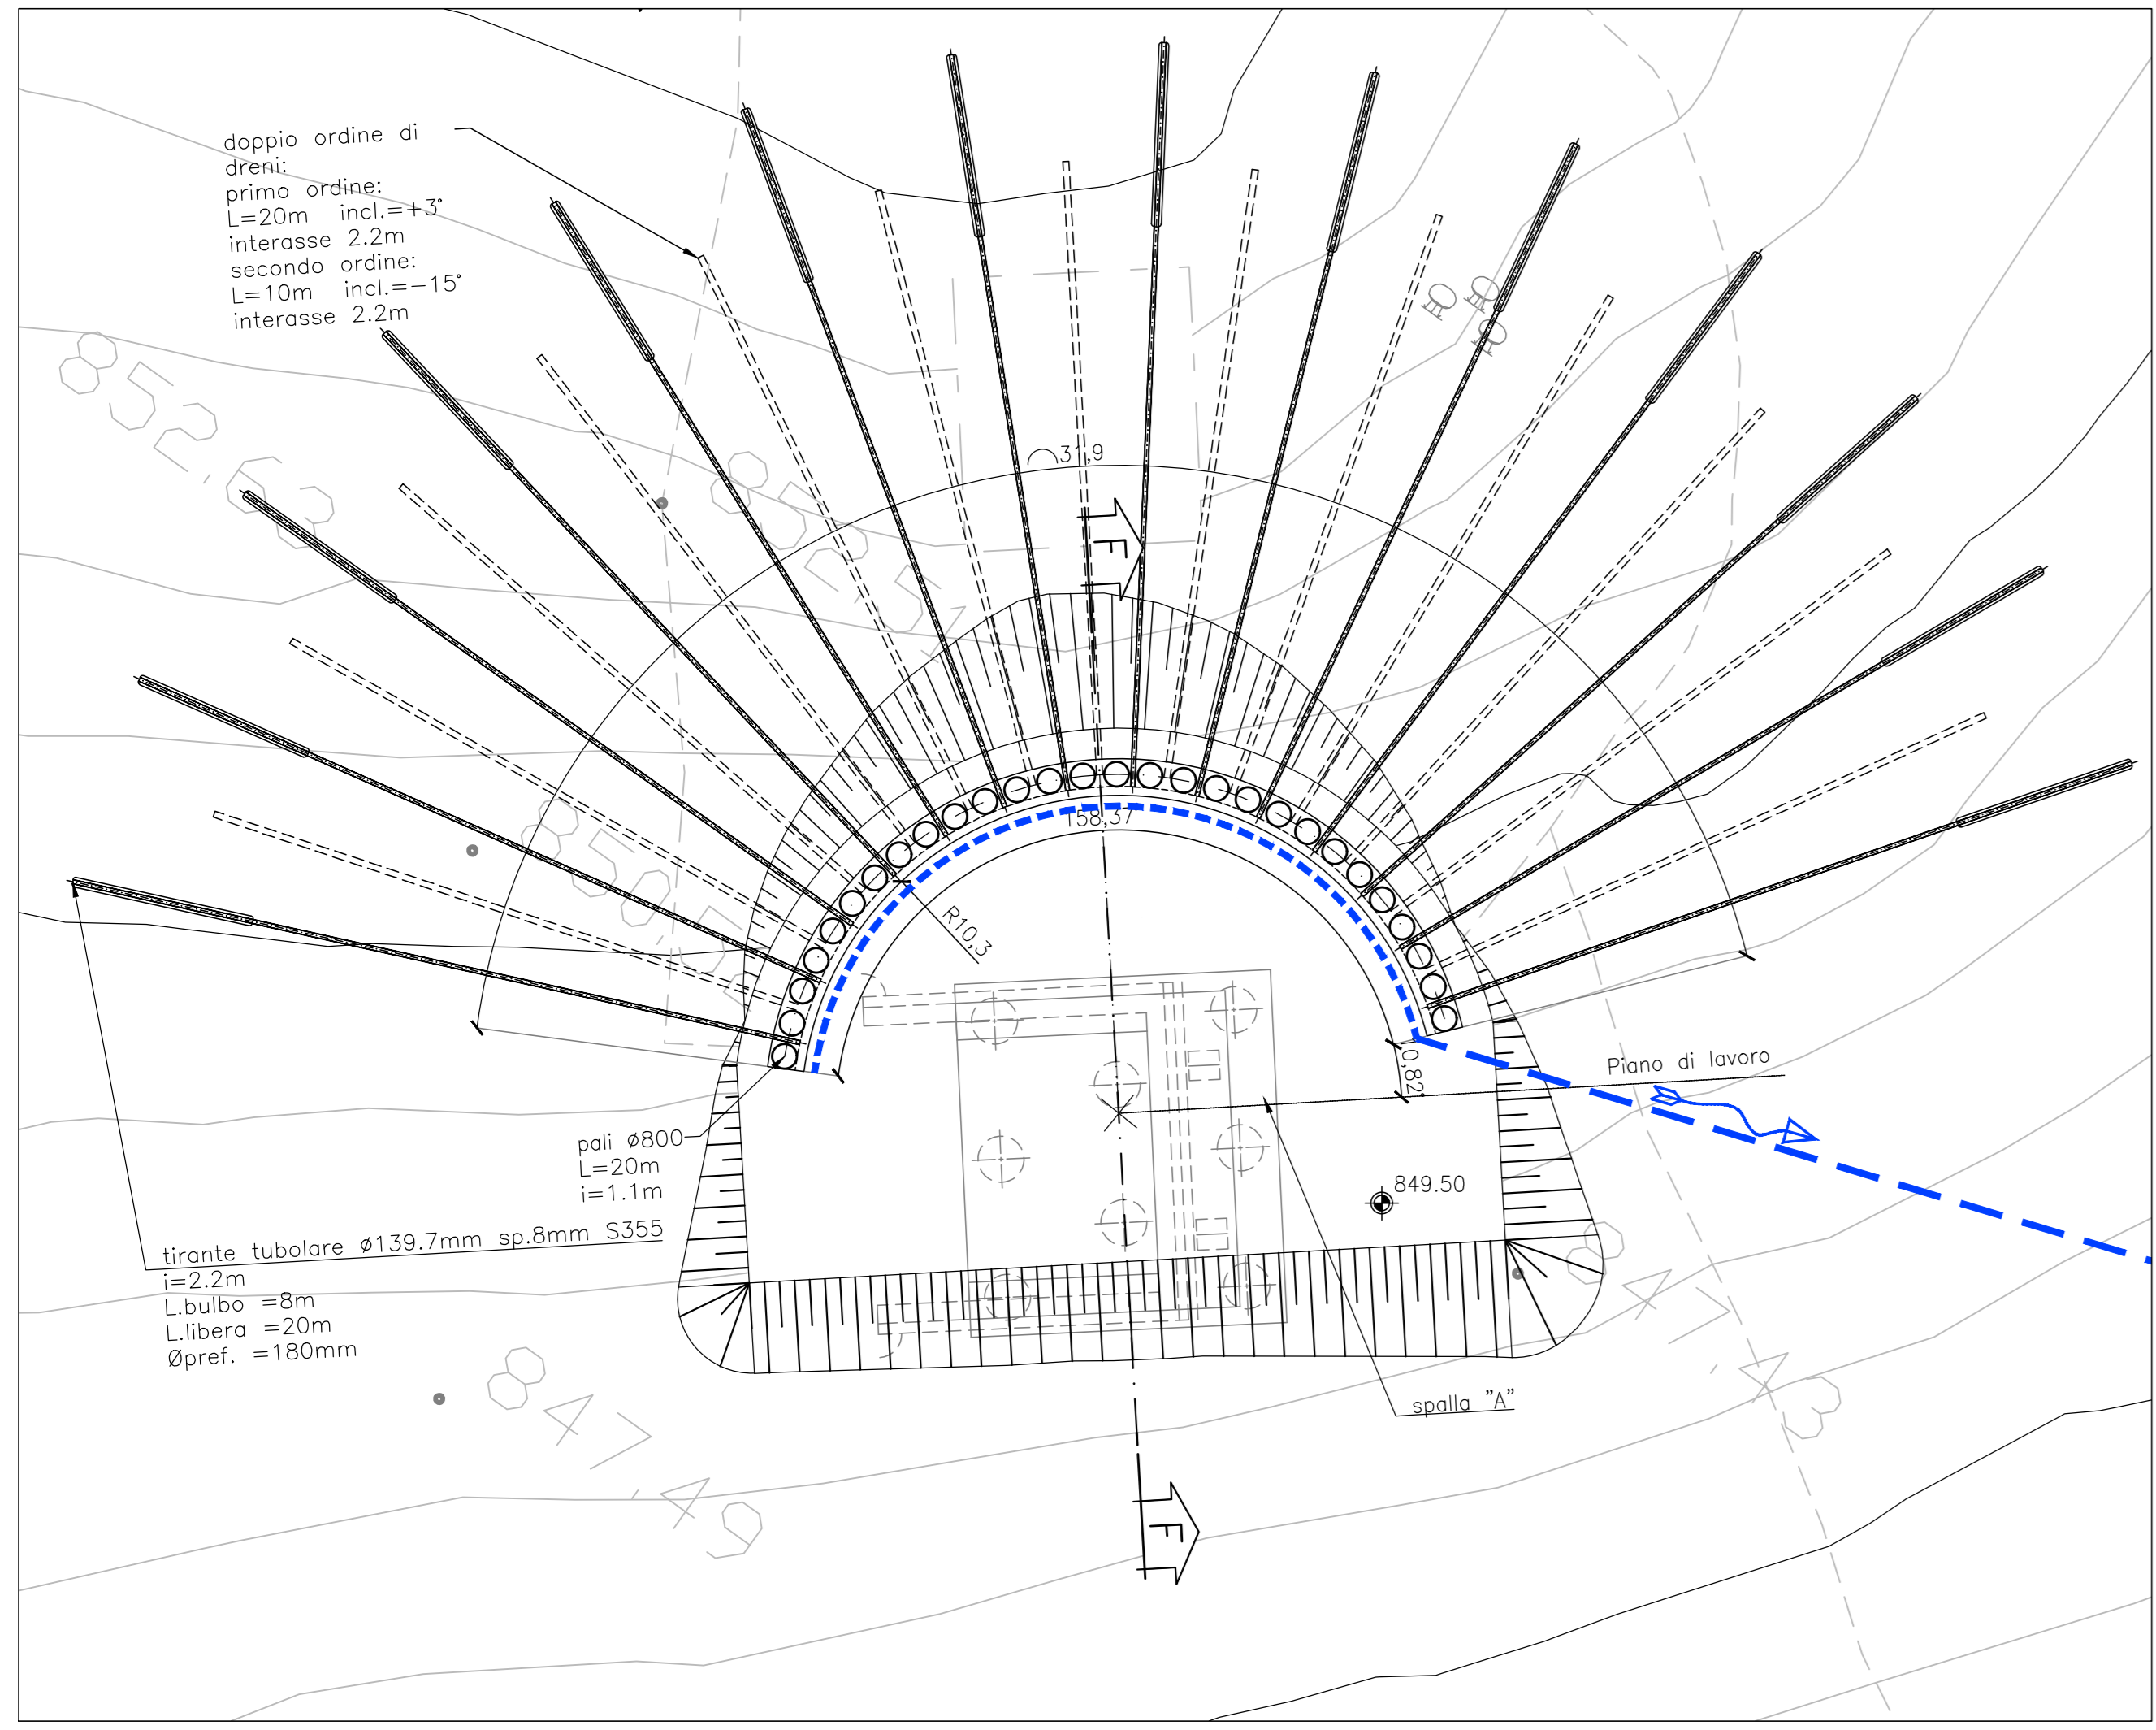 doppio ordine di
dreni:
primo ordine:
L=20m incl.=+3°
interasse 2.2m
secondo ordine:
L=10m incl.=-15°
interasse 2.2m
31,9
F
158,37
R10,3
0,82°
Piano di lavoro
pali ø800
L=20m
i=1.1m
849.50
tirante tubolare ø139.7mm sp.8mm S355
i=2.2m
L.bulbo =8m
L.libera =20m
Øpref. =180mm
spalla "A"
847.49
F